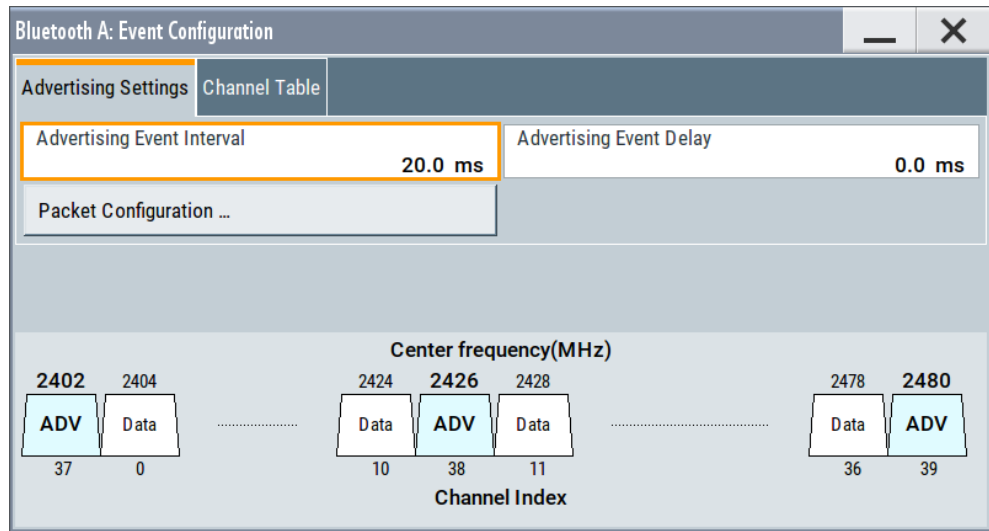 Bluetooth A: Event Configuration
Advertising Settings Channel Table
Advertising Event Interval Advertising Event Delay
20.0 ms 0.0 ms
Packet Configuration ...
Center frequency(MHz)
2402 2404 2424 2426 2428 2478 2480
ADV Data Data ADV Data Data ADV
37 0 10 38 11 36 39
Channel Index